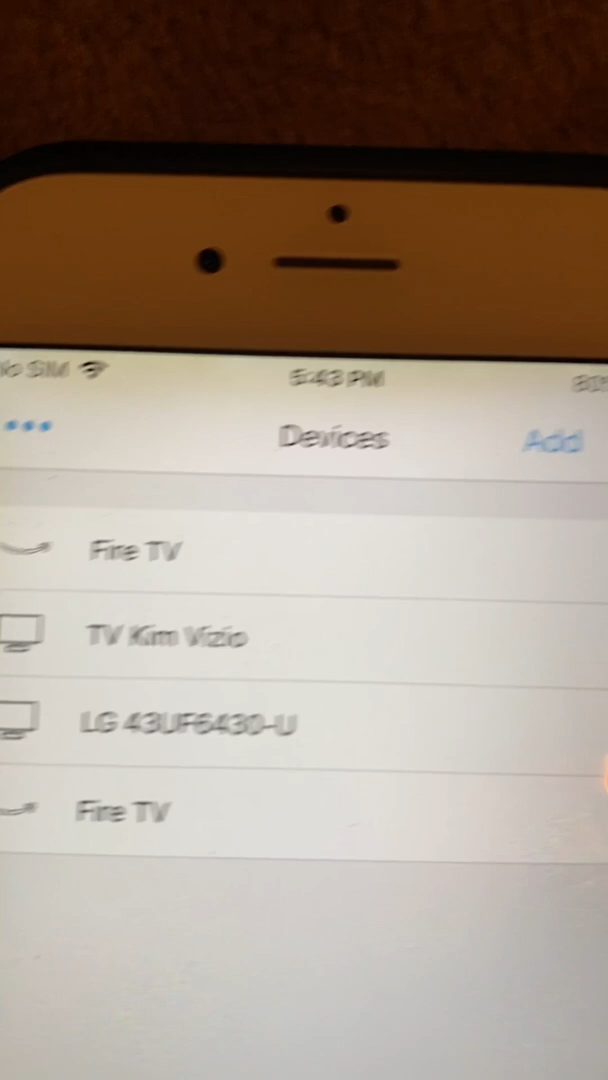 No SIM 5:43 PM
Devices Add
Fire TV
TV Kim Vizio
LG 43UF6430-U
Fire TV